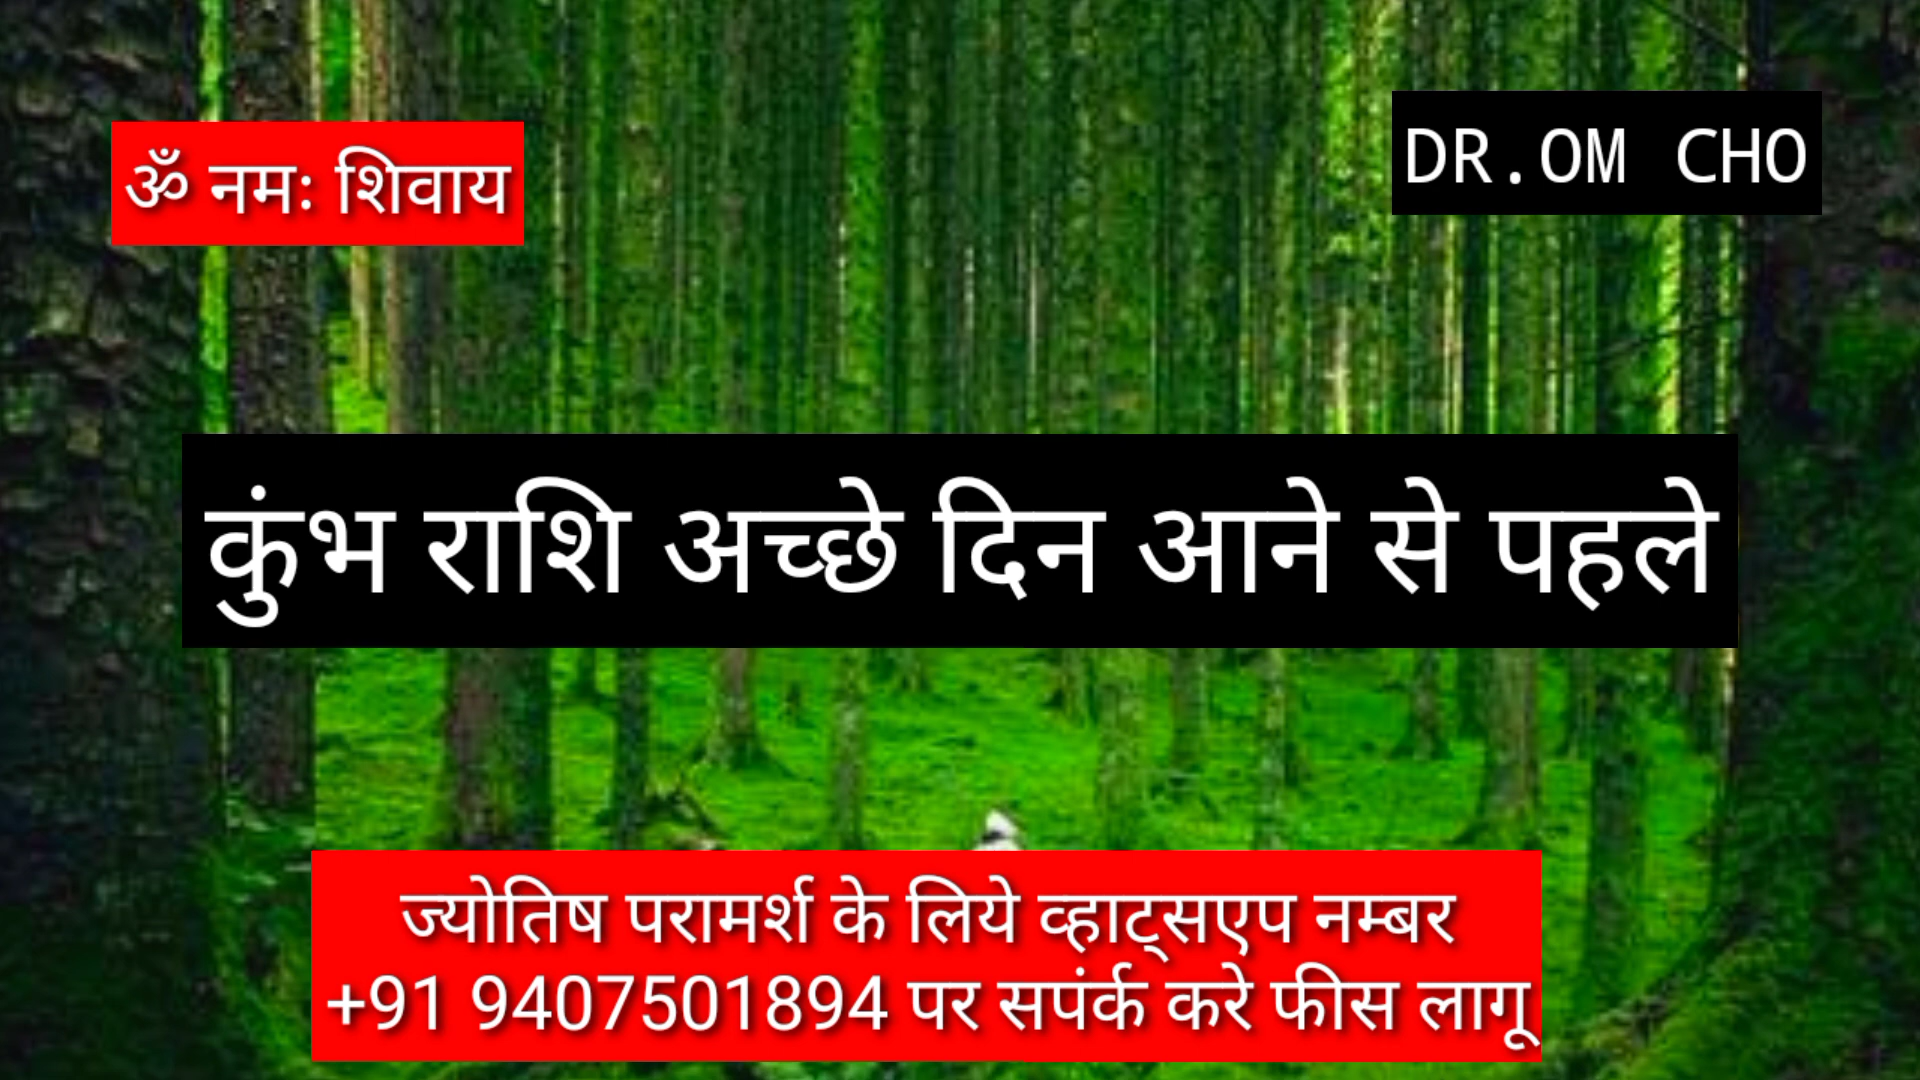 ॐ नमः शिवाय
DR.OM CHO
कुंभ राशि अच्छे दिन आने से पहले
ज्योतिष परामर्श के लिये व्हाट्सएप नम्बर
+91 9407501894 पर सपंर्क करे फीस लागू